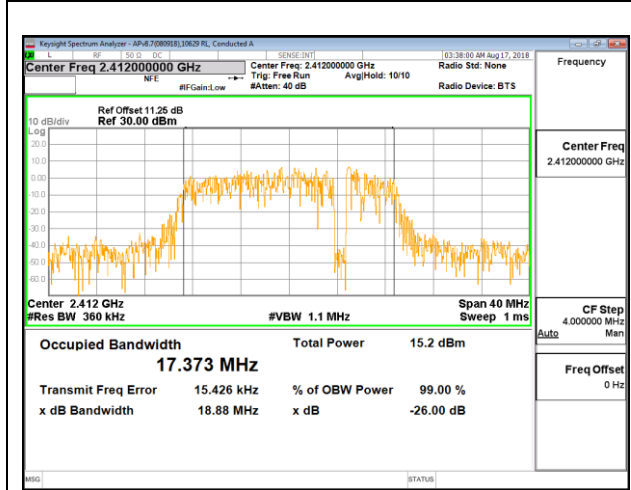 Keysight Spectrum Analyzer - APv8.7(080918),10629 RL, Conducted A
L RF 50 Ω DC SENSE:INT 03:38:00 AM Aug 17, 2018
Center Freq 2.412000000 GHz Center Freq: 2.412000000 GHz Radio Std: None
NFE Trig: Free Run Avg|Hold: 10/10
#IFGain:Low #Atten: 40 dB Radio Device: BTS
Frequency
Ref Offset 11.25 dB
10 dB/div Ref 30.00 dBm
Log
20.0
10.0
0.00
-10.0
-20.0
-30.0
-40.0
-50.0
-60.0
Center Freq
2.412000000 GHz
Center 2.412 GHz Span 40 MHz
#Res BW 360 kHz #VBW 1.1 MHz Sweep 1 ms
CF Step
4.000000 MHz
Auto Man
Occupied Bandwidth Total Power 15.2 dBm
17.373 MHz
Freq Offset
0 Hz
Transmit Freq Error 15.426 kHz % of OBW Power 99.00 %
x dB Bandwidth 18.88 MHz x dB -26.00 dB
MSG STATUS